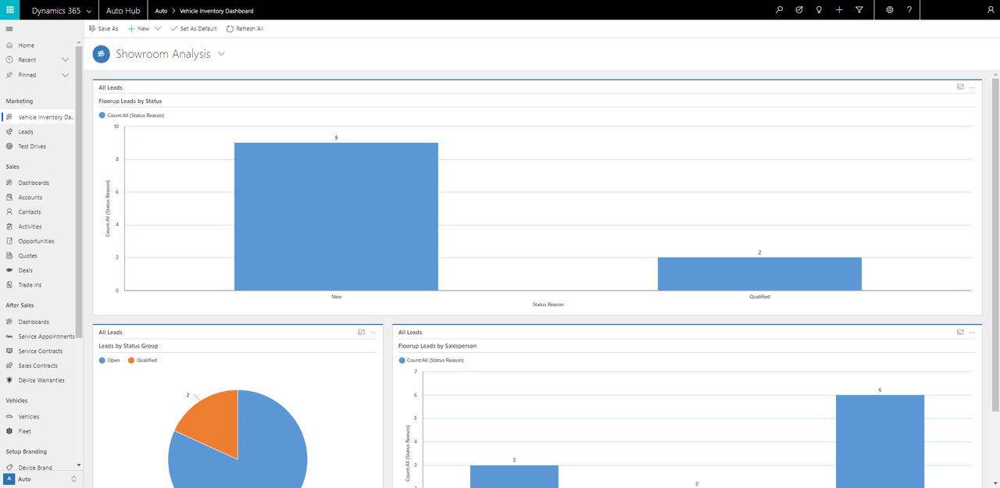 Dynamics 365
Auto Hub
Auto > Vehicle Inventory Dashboard
?
Save As
New
Set As Default
Refresh All
Home
Recent
Pinned
Marketing
Vehicle Inventory Da...
Leads
Test Drives
Sales
Dashboards
Accounts
Contacts
Activities
Opportunities
Quotes
Deals
Trade Ins
After Sales
Dashboards
Service Appointments
Service Contracts
Sales Contracts
Device Warranties
Vehicles
Vehicles
Fleet
Setup Branding
Device Brand
A Auto
Showroom Analysis
All Leads
Floorup Leads by Status
Count:All (Status Reason)
10
8
6
4
2
0
Count:All (Status Reason)
9
2
New
Qualified
Status Reason
All Leads
Leads by Status Group
Open
Qualified
2
All Leads
Floorup Leads by Salesperson
Count:All (Status Reason)
7
6
5
4
3
2
Count:All (Status Reason)
3
2
6